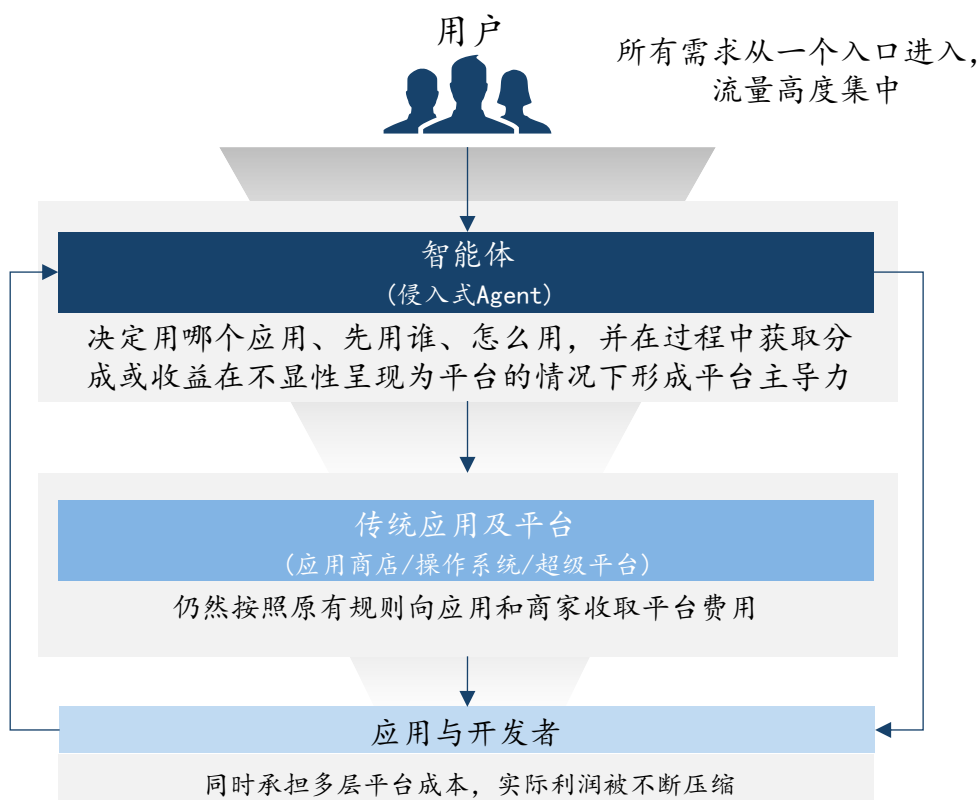 用户
所有需求从一个入口进入，
流量高度集中
智能体
(侵入式Agent)
决定用哪个应用、先用谁、怎么用，并在过程中获取分
成或收益在不显性呈现为平台的情况下形成平台主导力
传统应用及平台
(应用商店/操作系统/超级平台)
仍然按照原有规则向应用和商家收取平台费用
应用与开发者
同时承担多层平台成本，实际利润被不断压缩